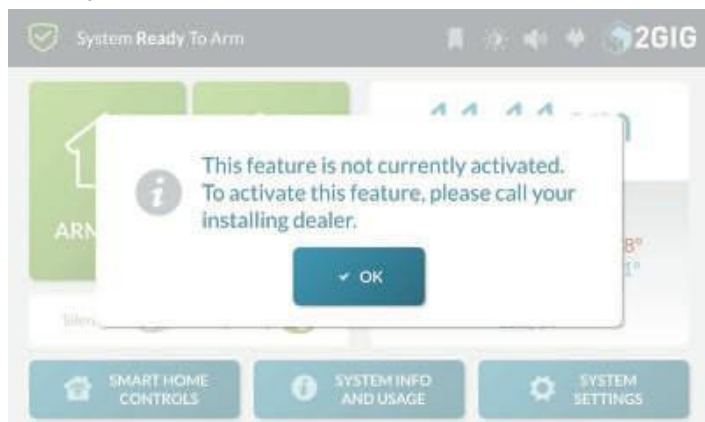 System Ready To Arm
2GIG
This feature is not currently activated.
To activate this feature, please call your
installing dealer.
OK
SMART HOME
CONTROLS
SYSTEM INFO
AND USAGE
SYSTEM
SETTINGS